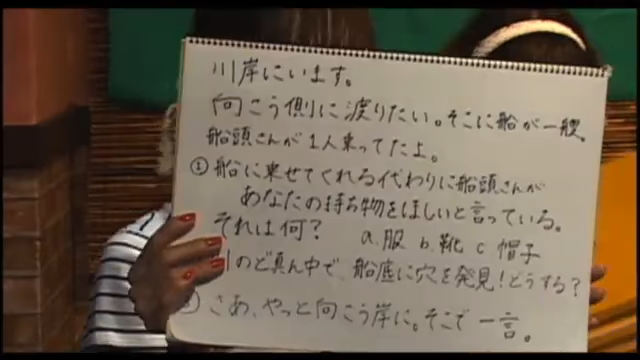 川岸にいます。
向こう側に渡りたい。そこに船が一艘
船頭さんが1人乗ってたよ。
①船に乗せてくれる代わりに船頭さんが
あなたの持ち物をほしいと言っている。
それは何? a.服 b.靴 c 帽子
川のど真ん中で、船底に穴を発見!どうする?
さあ、やっと向こう岸に。そこで一言。